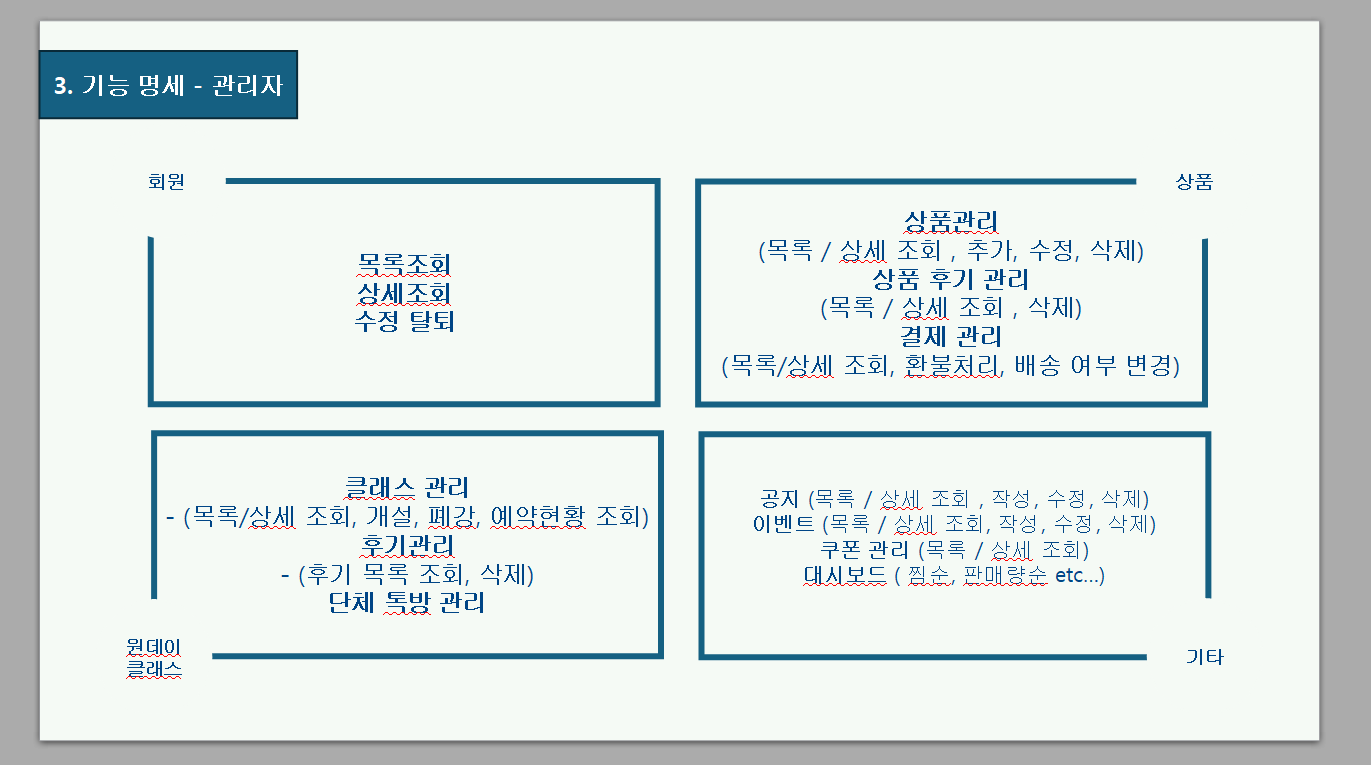 3. 기능 명세 - 관리자
회원
목록조회
상세조회
수정 탈퇴
상품
상품관리
(목록 / 상세 조회 , 추가, 수정, 삭제)
상품 후기 관리
(목록 / 상세 조회 , 삭제)
결제 관리
(목록/상세 조회, 환불처리, 배송 여부 변경)
클래스 관리
- (목록/상세 조회, 개설, 폐강, 예약현황 조회)
후기관리
- (후기 목록 조회, 삭제)
단체 톡방 관리
원데이
클래스
공지 (목록 / 상세 조회 , 작성, 수정, 삭제)
이벤트 (목록 / 상세 조회, 작성, 수정, 삭제)
쿠폰 관리 (목록 / 상세 조회)
대시보드 ( 찜순, 판매량순 etc...)
기타